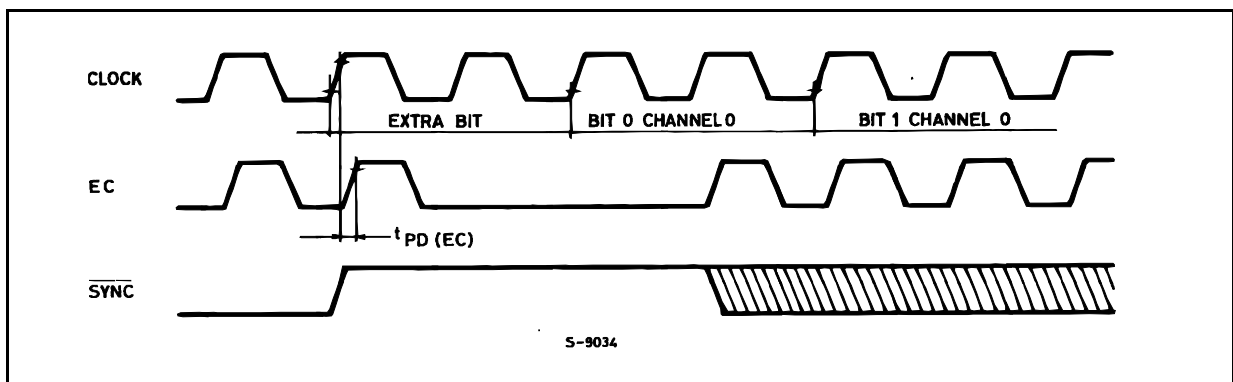 CLOCK
EXTRA BIT
BIT 0 CHANNEL 0
BIT 1 CHANNEL 0
EC
t PD (EC)
SYNC
S-9034